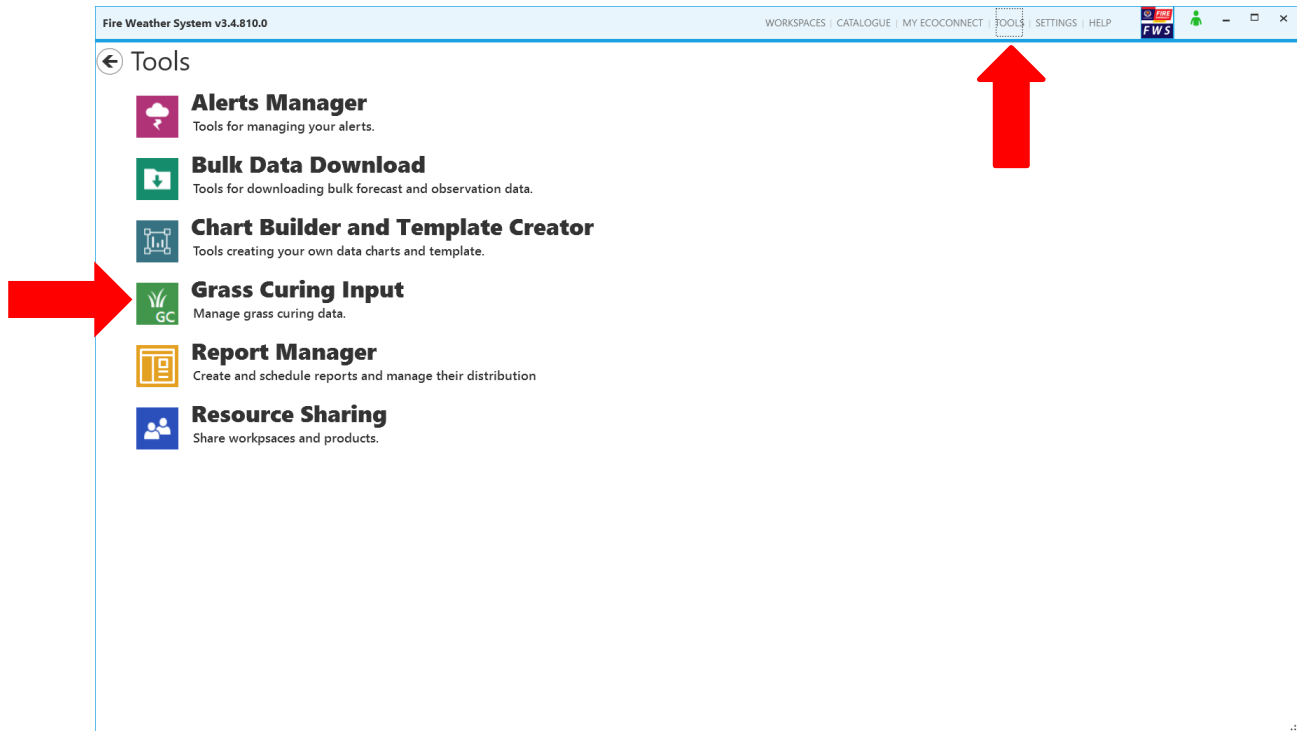 Fire Weather System v3.4.810.0
WORKSPACES | CATALOGUE | MY ECOCONNECT | TOOLS | SETTINGS | HELP
FIRE
FWS
Tools
Alerts Manager
Tools for managing your alerts.
Bulk Data Download
Tools for downloading bulk forecast and observation data.
Chart Builder and Template Creator
Tools creating your own data charts and template.
Grass Curing Input
GC
Manage grass curing data.
Report Manager
Create and schedule reports and manage their distribution
Resource Sharing
Share workpsaces and products.